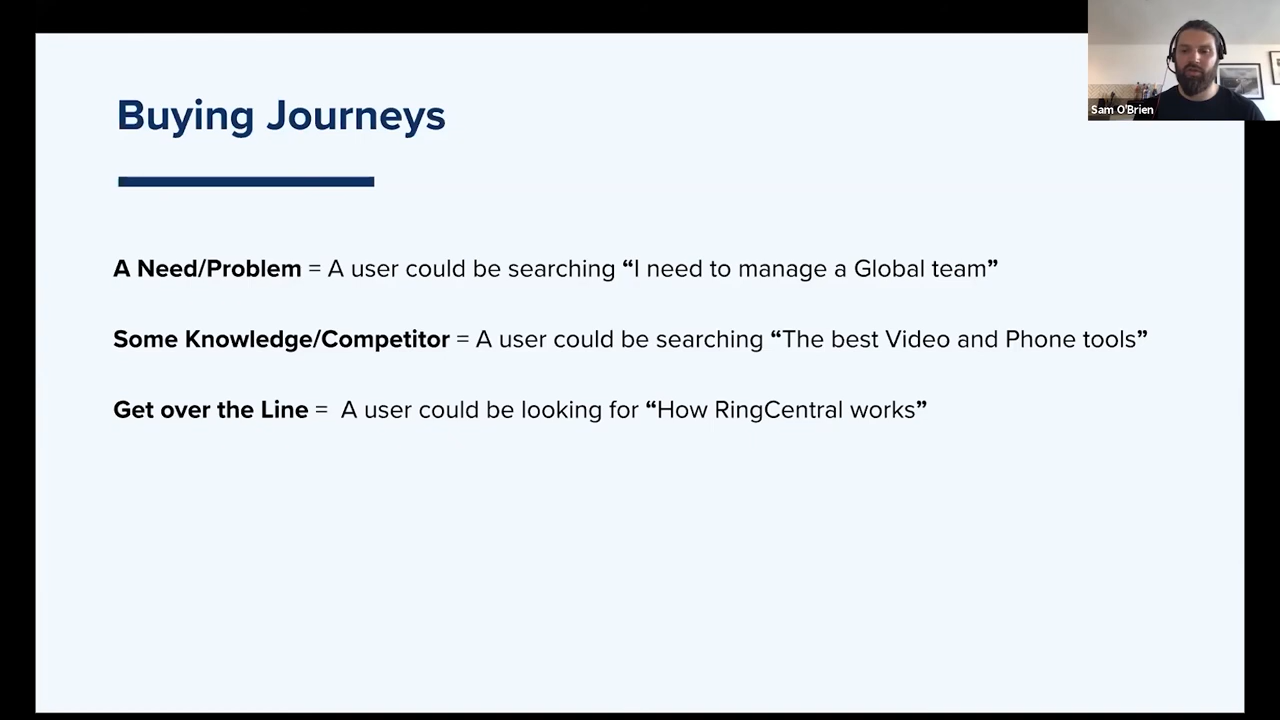 Buying Journeys
Sam O'Brien
A Need/Problem = A user could be searching “I need to manage a Global team”
Some Knowledge/Competitor = A user could be searching “The best Video and Phone tools”
Get over the Line = A user could be looking for “How RingCentral works”